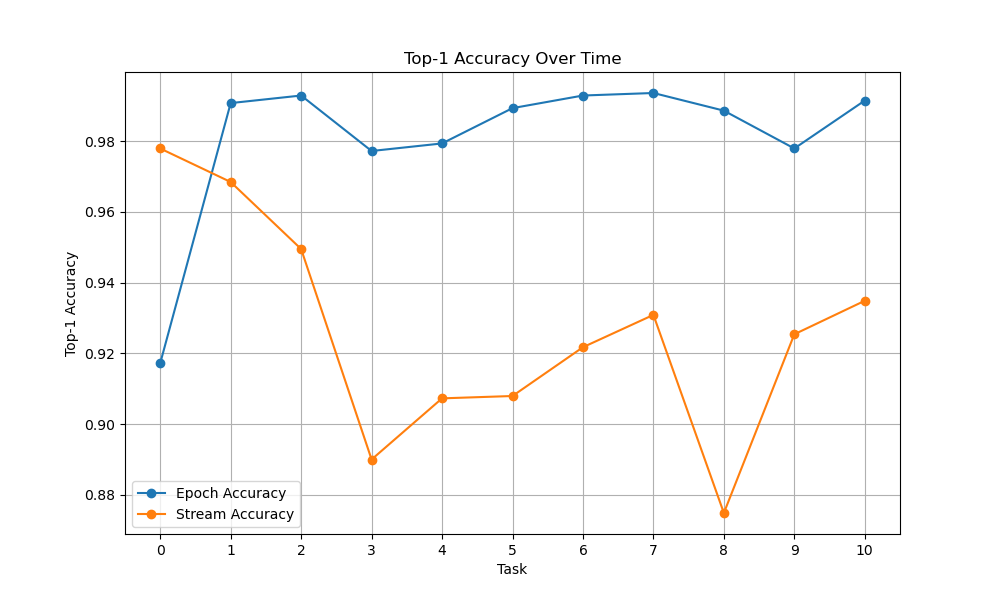 Top-1 Accuracy Over Time
Top-1 Accuracy
0.98
0.96
0.94
0.92
0.90
0.88
Epoch Accuracy
Stream Accuracy
0 1 2 3 4 5 6 7 8 9 10
Task